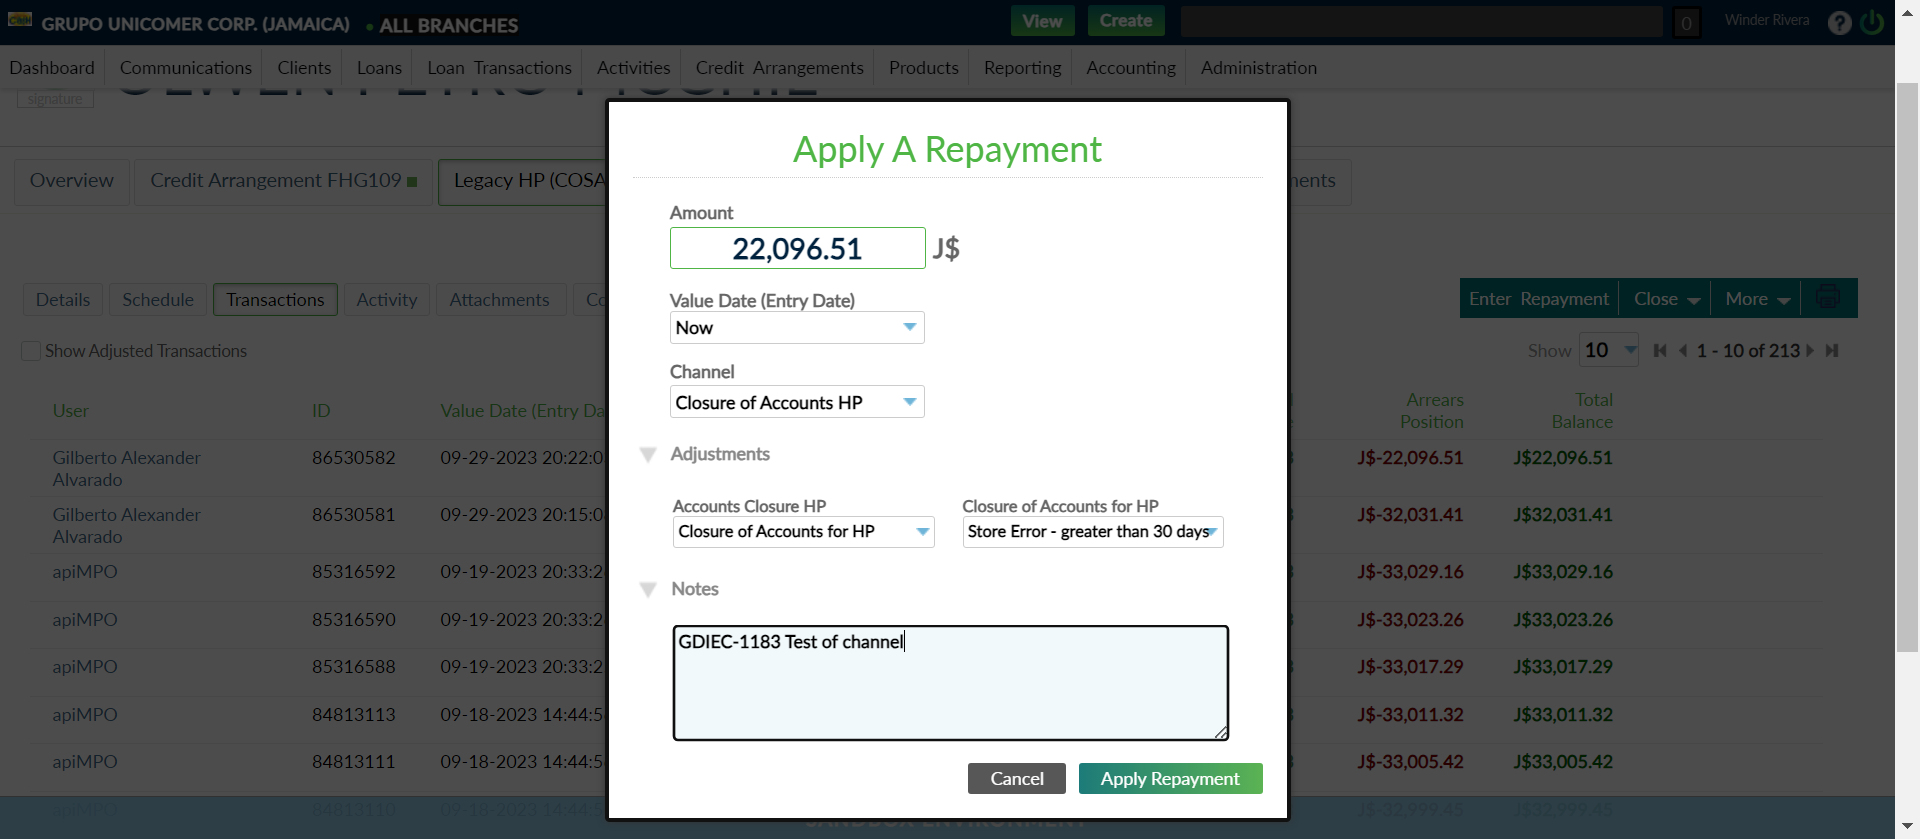 GRUPO UNICOMER CORP. (JAMAICA) • ALL BRANCHES View Create 0 Winder Rivera ?
Dashboard Communications Clients Loans Loan Transactions Activities Credit Arrangements Products Reporting Accounting Administration
signature
Overview Credit Arrangement FHG109 Legacy HP (COSA
Apply A Repayment
Amount
22,096.51 J$
Value Date (Entry Date)
Now
Channel
Closure of Accounts HP
Adjustments
Accounts Closure HP Closure of Accounts for HP
Closure of Accounts for HP Store Error - greater than 30 days
Notes
GDIEC-1183 Test of channel
Cancel Apply Repayment
Details Schedule Transactions Activity Attachments Co
Enter Repayment Close More
Show Adjusted Transactions
Show 10 1 - 10 of 213
User ID Value Date (Entry Da Arrears Position Total Balance
Gilberto Alexander Alvarado 86530582 09-29-2023 20:22:0 J$-22,096.51 J$22,096.51
Gilberto Alexander Alvarado 86530581 09-29-2023 20:15:0 J$-32,031.41 J$32,031.41
apiMPO 85316592 09-19-2023 20:33:2 J$-33,029.16 J$33,029.16
apiMPO 85316590 09-19-2023 20:33:2 J$-33,023.26 J$33,023.26
apiMPO 85316588 09-19-2023 20:33:2 J$-33,017.29 J$33,017.29
apiMPO 84813113 09-18-2023 14:44:5 J$-33,011.32 J$33,011.32
apiMPO 84813111 09-18-2023 14:44:5 J$-33,005.42 J$33,005.42
apiMPO 84813110 09-18-2023 14:44:5 J$-32,999.45 J$32,999.45
SANDBOX ENVIRONMENT